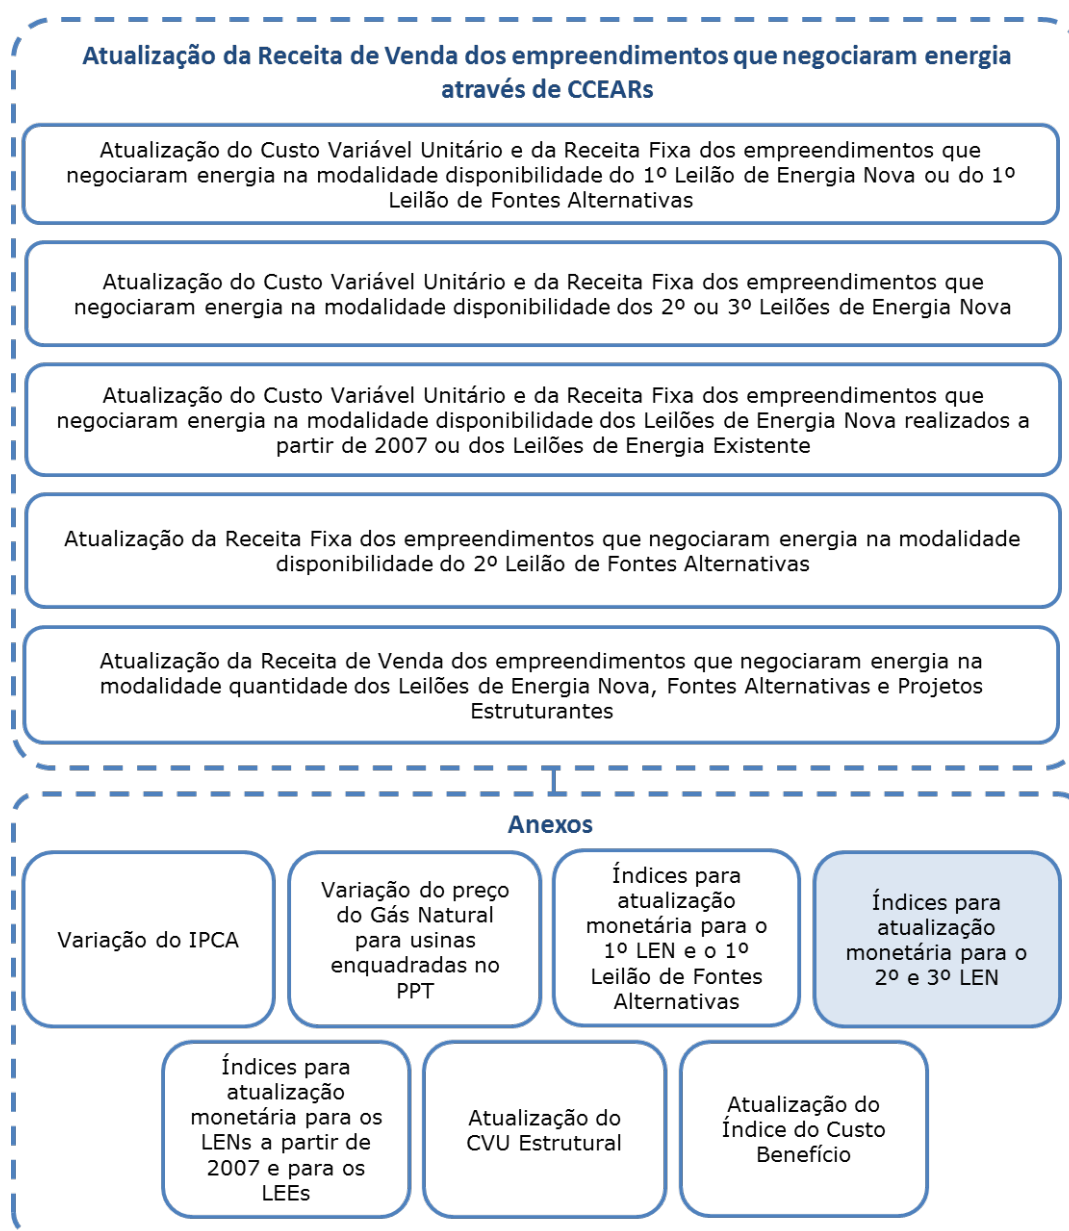 Atualização da Receita de Venda dos empreendimentos que negociaram energia
através de CCEARs
Atualização do Custo Variável Unitário e da Receita Fixa dos empreendimentos que
negociaram energia na modalidade disponibilidade do 1º Leilão de Energia Nova ou do 1º
Leilão de Fontes Alternativas
Atualização do Custo Variável Unitário e da Receita Fixa dos empreendimentos que
negociaram energia na modalidade disponibilidade dos 2º ou 3º Leilões de Energia Nova
Atualização do Custo Variável Unitário e da Receita Fixa dos empreendimentos que
negociaram energia na modalidade disponibilidade dos Leilões de Energia Nova realizados a
partir de 2007 ou dos Leilões de Energia Existente
Atualização da Receita Fixa dos empreendimentos que negociaram energia na modalidade
disponibilidade do 2º Leilão de Fontes Alternativas
Atualização da Receita de Venda dos empreendimentos que negociaram energia na
modalidade quantidade dos Leilões de Energia Nova, Fontes Alternativas e Projetos
Estruturantes
Anexos
Variação do IPCA
Variação do preço
do Gás Natural
para usinas
enquadradas no
PPT
Índices para
atualização
monetária para o
1º LEN e o 1º
Leilão de Fontes
Alternativas
Índices para
atualização
monetária para o
2º e 3º LEN
Índices para
atualização
monetária para os
LENs a partir de
2007 e para os
LEEs
Atualização do
CVU Estrutural
Atualização do
Índice do Custo
Benefício